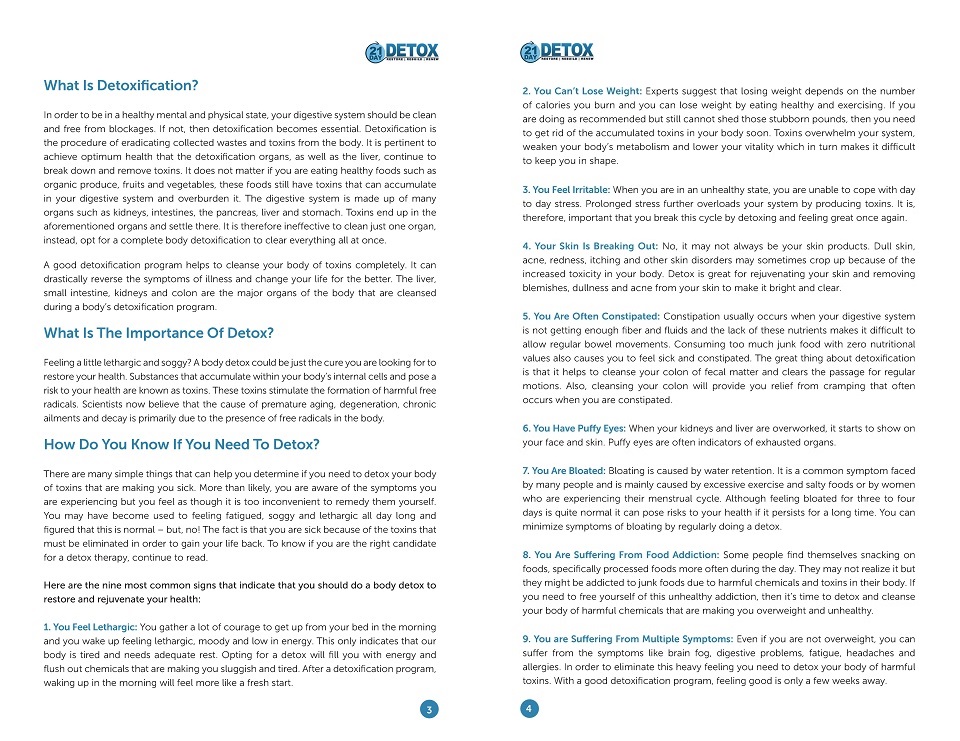 21 DAY DETOX
RESTORE | REBUILD | RENEW
What Is Detoxification?
In order to be in a healthy mental and physical state, your digestive system should be clean
and free from blockages. If not, then detoxification becomes essential. Detoxification is
the procedure of eradicating collected wastes and toxins from the body. It is pertinent to
achieve optimum health that the detoxification organs, as well as the liver, continue to
break down and remove toxins. It does not matter if you are eating healthy foods such as
organic produce, fruits and vegetables, these foods still have toxins that can accumulate
in your digestive system and overburden it. The digestive system is made up of many
organs such as kidneys, intestines, the pancreas, liver and stomach. Toxins end up in the
aforementioned organs and settle there. It is therefore ineffective to clean just one organ,
instead, opt for a complete body detoxification to clear everything all at once.
A good detoxification program helps to cleanse your body of toxins completely. It can
drastically reverse the symptoms of illness and change your life for the better. The liver,
small intestine, kidneys and colon are the major organs of the body that are cleansed
during a body's detoxification program.
What Is The Importance Of Detox?
Feeling a little lethargic and soggy? A body detox could be just the cure you are looking for to
restore your health. Substances that accumulate within your body's internal cells and pose a
risk to your health are known as toxins. These toxins stimulate the formation of harmful free
radicals. Scientists now believe that the cause of premature aging, degeneration, chronic
ailments and decay is primarily due to the presence of free radicals in the body.
How Do You Know If You Need To Detox?
There are many simple things that can help you determine if you need to detox your body
of toxins that are making you sick. More than likely, you are aware of the symptoms you
are experiencing but you feel as though it is too inconvenient to remedy them yourself.
You may have become used to feeling fatigued, soggy and lethargic all day long and
figured that this is normal – but, no! The fact is that you are sick because of the toxins that
must be eliminated in order to gain your life back. To know if you are the right candidate
for a detox therapy, continue to read.
Here are the nine most common signs that indicate that you should do a body detox to
restore and rejuvenate your health:
1. You Feel Lethargic: You gather a lot of courage to get up from your bed in the morning
and you wake up feeling lethargic, moody and low in energy. This only indicates that our
body is tired and needs adequate rest. Opting for a detox will fill you with energy and
flush out chemicals that are making you sluggish and tired. After a detoxification program,
waking up in the morning will feel more like a fresh start.
3
21 DAY DETOX
RESTORE | REBUILD | RENEW
2. You Can't Lose Weight: Experts suggest that losing weight depends on the number
of calories you burn and you can lose weight by eating healthy and exercising. If you
are doing as recommended but still cannot shed those stubborn pounds, then you need
to get rid of the accumulated toxins in your body soon. Toxins overwhelm your system,
weaken your body's metabolism and lower your vitality which in turn makes it difficult
to keep you in shape.
3. You Feel Irritable: When you are in an unhealthy state, you are unable to cope with day
to day stress. Prolonged stress further overloads your system by producing toxins. It is,
therefore, important that you break this cycle by detoxing and feeling great once again.
4. Your Skin Is Breaking Out: No, it may not always be your skin products. Dull skin,
acne, redness, itching and other skin disorders may sometimes crop up because of the
increased toxicity in your body. Detox is great for rejuvenating your skin and removing
blemishes, dullness and acne from your skin to make it bright and clear.
5. You Are Often Constipated: Constipation usually occurs when your digestive system
is not getting enough fiber and fluids and the lack of these nutrients makes it difficult to
allow regular bowel movements. Consuming too much junk food with zero nutritional
values also causes you to feel sick and constipated. The great thing about detoxification
is that it helps to cleanse your colon of fecal matter and clears the passage for regular
motions. Also, cleansing your colon will provide you relief from cramping that often
occurs when you are constipated.
6. You Have Puffy Eyes: When your kidneys and liver are overworked, it starts to show on
your face and skin. Puffy eyes are often indicators of exhausted organs.
7. You Are Bloated: Bloating is caused by water retention. It is a common symptom faced
by many people and is mainly caused by excessive exercise and salty foods or by women
who are experiencing their menstrual cycle. Although feeling bloated for three to four
days is quite normal it can pose risks to your health if it persists for a long time. You can
minimize symptoms of bloating by regularly doing a detox.
8. You Are Suffering From Food Addiction: Some people find themselves snacking on
foods, specifically processed foods more often during the day. They may not realize it but
they might be addicted to junk foods due to harmful chemicals and toxins in their body. If
you need to free yourself of this unhealthy addiction, then it's time to detox and cleanse
your body of harmful chemicals that are making you overweight and unhealthy.
9. You are Suffering From Multiple Symptoms: Even if you are not overweight, you can
suffer from the symptoms like brain fog, digestive problems, fatigue, headaches and
allergies. In order to eliminate this heavy feeling you need to detox your body of harmful
toxins. With a good detoxification program, feeling good is only a few weeks away.
4